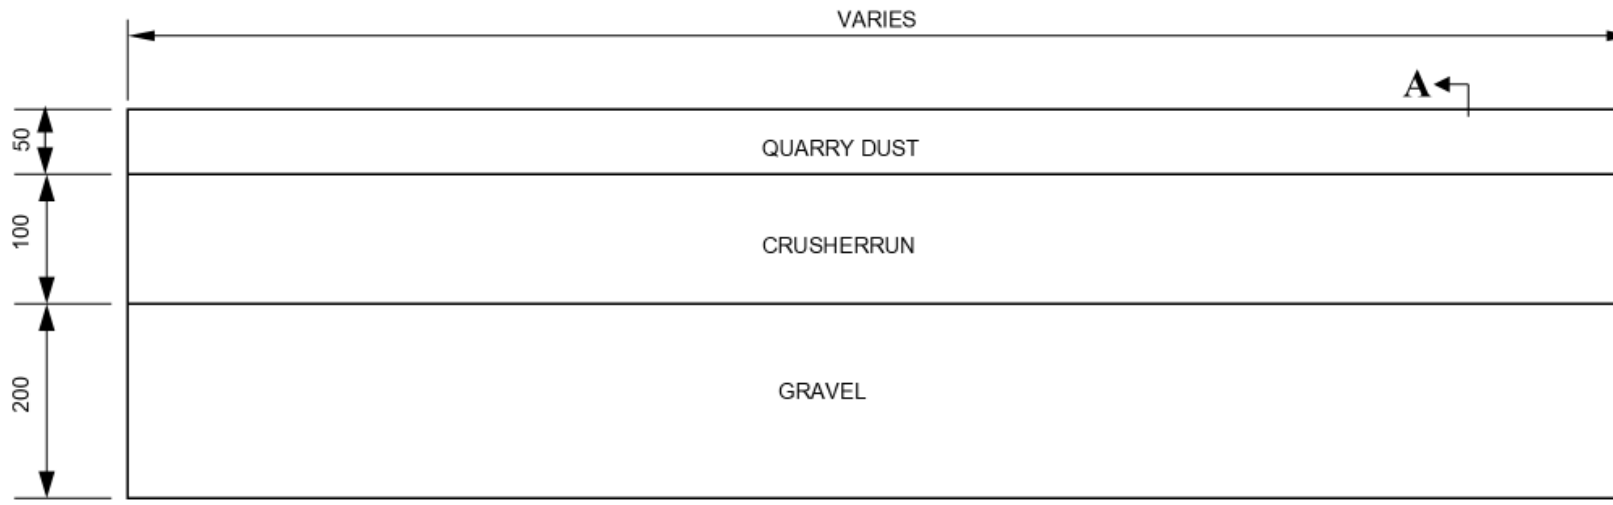 VARIES
A
50
QUARRY DUST
100
CRUSHERRUN
200
GRAVEL